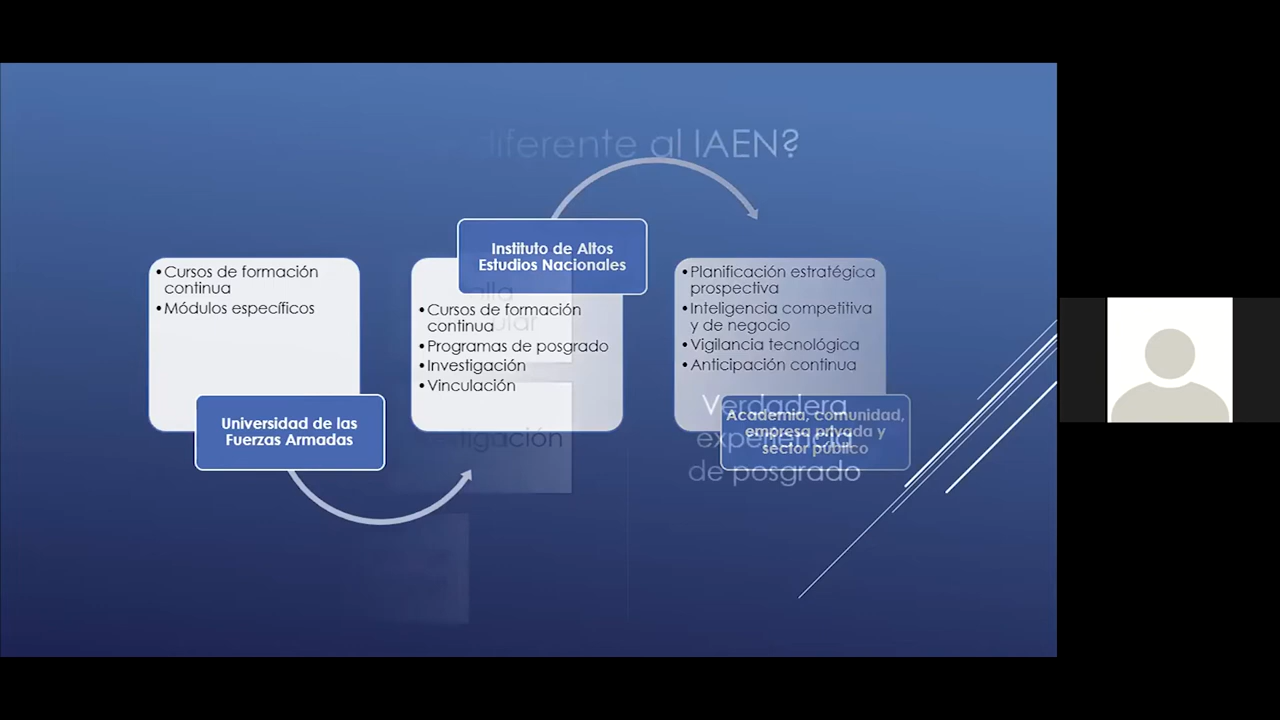 diferente al IAEN?
Instituto de Altos
Estudios Nacionales
•Cursos de formación
continua
•Módulos específicos
Universidad de las
Fuerzas Armadas
•Cursos de formación
continua
•Programas de posgrado
•Investigación
•Vinculación
•Planificación estratégica
prospectiva
•Inteligencia competitiva
y de negocio
•Vigilancia tecnológica
•Anticipación continua
Academia, comunidad,
empresa privada y
sector público
Verdadera
experiencia
de posgrado